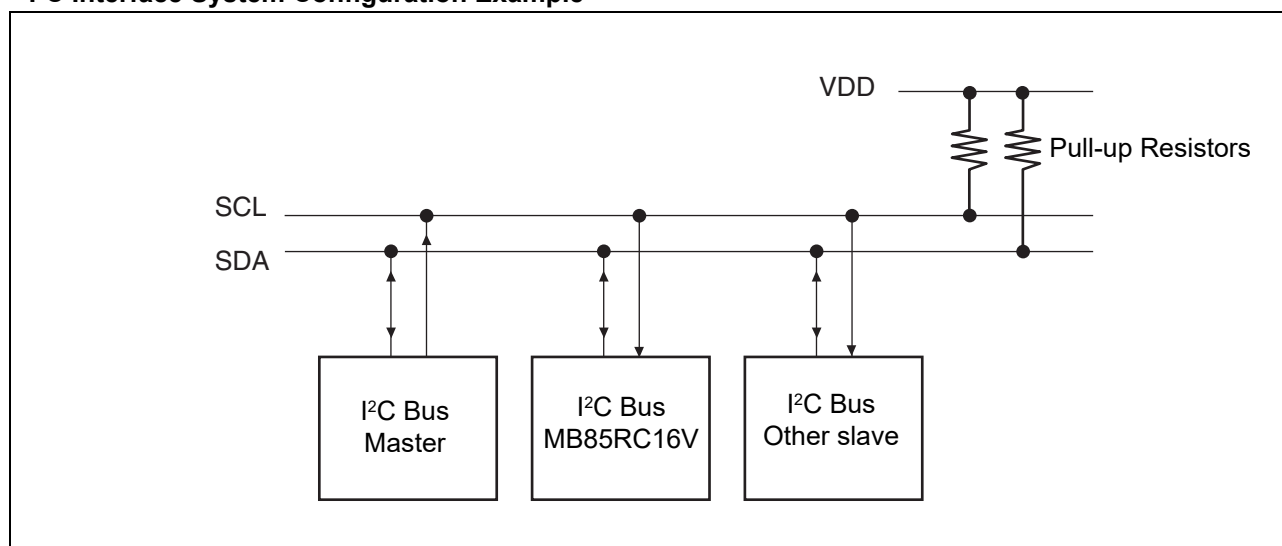 VDD
Pull-up Resistors
SCL
SDA
I²C Bus
Master
I²C Bus
MB85RC16V
I²C Bus
Other slave